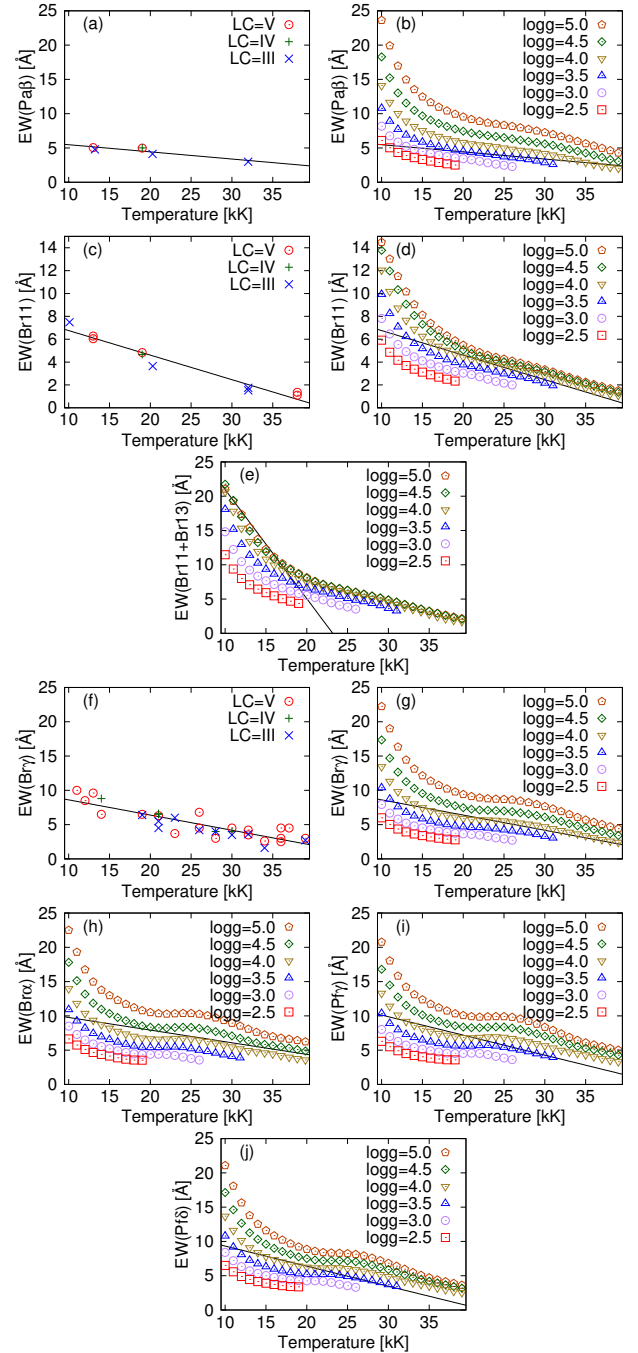 (a)
LC=V
LC=IV
LC=III
EW(Paβ) [Å]
25
20
15
10
5
0
10 15 20 25 30 35
Temperature [kK]
(b)
logg=5.0
logg=4.5
logg=4.0
logg=3.5
logg=3.0
logg=2.5
EW(Paβ) [Å]
25
20
15
10
5
0
10 15 20 25 30 35
Temperature [kK]
(c)
LC=V
LC=IV
LC=III
EW(Br11) [Å]
14
12
10
8
6
4
2
0
10 15 20 25 30 35
Temperature [kK]
(d)
logg=5.0
logg=4.5
logg=4.0
logg=3.5
logg=3.0
logg=2.5
EW(Br11) [Å]
14
12
10
8
6
4
2
0
10 15 20 25 30 35
Temperature [kK]
(e)
logg=5.0
logg=4.5
logg=4.0
logg=3.5
logg=3.0
logg=2.5
EW(Br11+Br13) [Å]
25
20
15
10
5
0
10 15 20 25 30 35
Temperature [kK]
(f)
LC=V
LC=IV
LC=III
EW(Brγ) [Å]
25
20
15
10
5
0
10 15 20 25 30 35
Temperature [kK]
(g)
logg=5.0
logg=4.5
logg=4.0
logg=3.5
logg=3.0
logg=2.5
EW(Brγ) [Å]
25
20
15
10
5
0
10 15 20 25 30 35
Temperature [kK]
(h)
logg=5.0
logg=4.5
logg=4.0
logg=3.5
logg=3.0
logg=2.5
EW(Brα) [Å]
25
20
15
10
5
0
10 15 20 25 30 35
Temperature [kK]
(i)
logg=5.0
logg=4.5
logg=4.0
logg=3.5
logg=3.0
logg=2.5
EW(Pfγ) [Å]
25
20
15
10
5
0
10 15 20 25 30 35
Temperature [kK]
(j)
logg=5.0
logg=4.5
logg=4.0
logg=3.5
logg=3.0
logg=2.5
EW(Pfδ) [Å]
25
20
15
10
5
0
10 15 20 25 30 35
Temperature [kK]